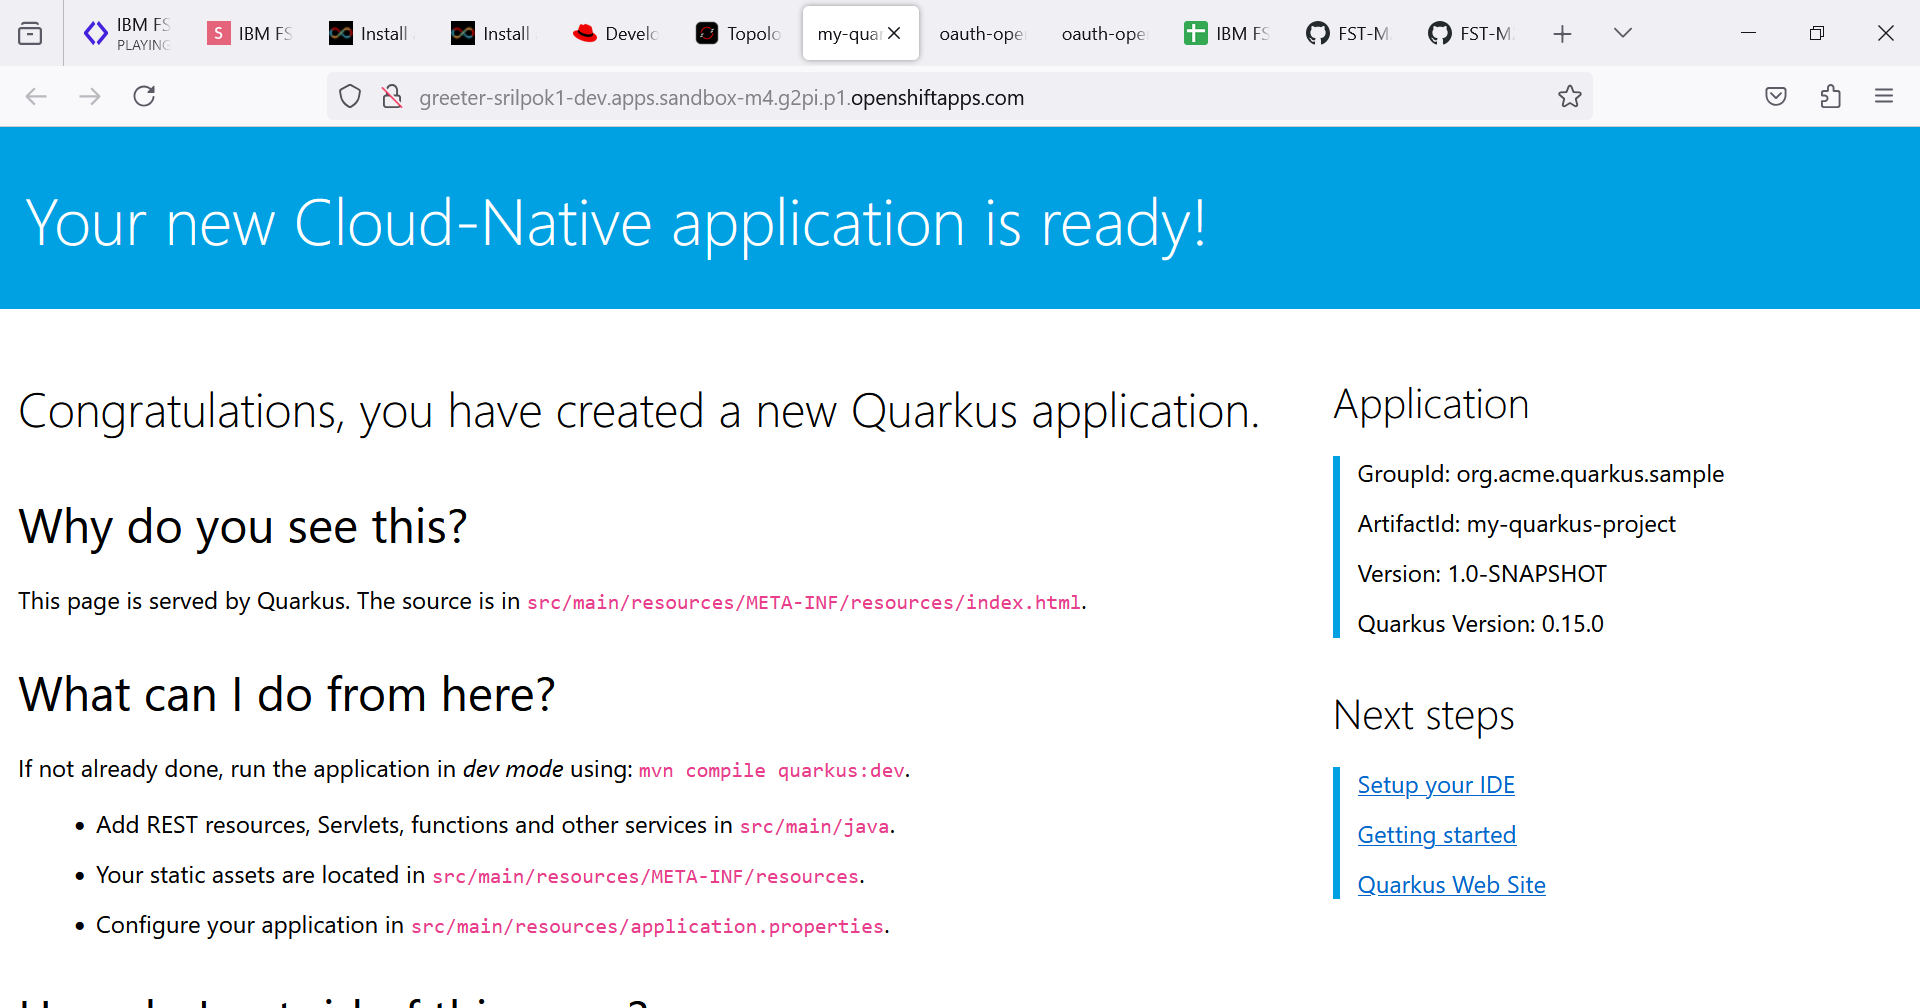 IBM FS
PLAYING
IBM FS
Install
Install
Develo
Topolo
my-quar
oauth-ope
oauth-ope
IBM FS
FST-M
FST-M
greeter-srilpok1-dev.apps.sandbox-m4.g2pi.p1.openshiftapps.com
Your new Cloud-Native application is ready!
Congratulations, you have created a new Quarkus application.
Why do you see this?
This page is served by Quarkus. The source is in src/main/resources/META-INF/resources/index.html.
What can I do from here?
If not already done, run the application in dev mode using: mvn compile quarkus:dev.
• Add REST resources, Servlets, functions and other services in src/main/java.
• Your static assets are located in src/main/resources/META-INF/resources.
• Configure your application in src/main/resources/application.properties.
Application
GroupId: org.acme.quarkus.sample
ArtifactId: my-quarkus-project
Version: 1.0-SNAPSHOT
Quarkus Version: 0.15.0
Next steps
Setup your IDE
Getting started
Quarkus Web Site